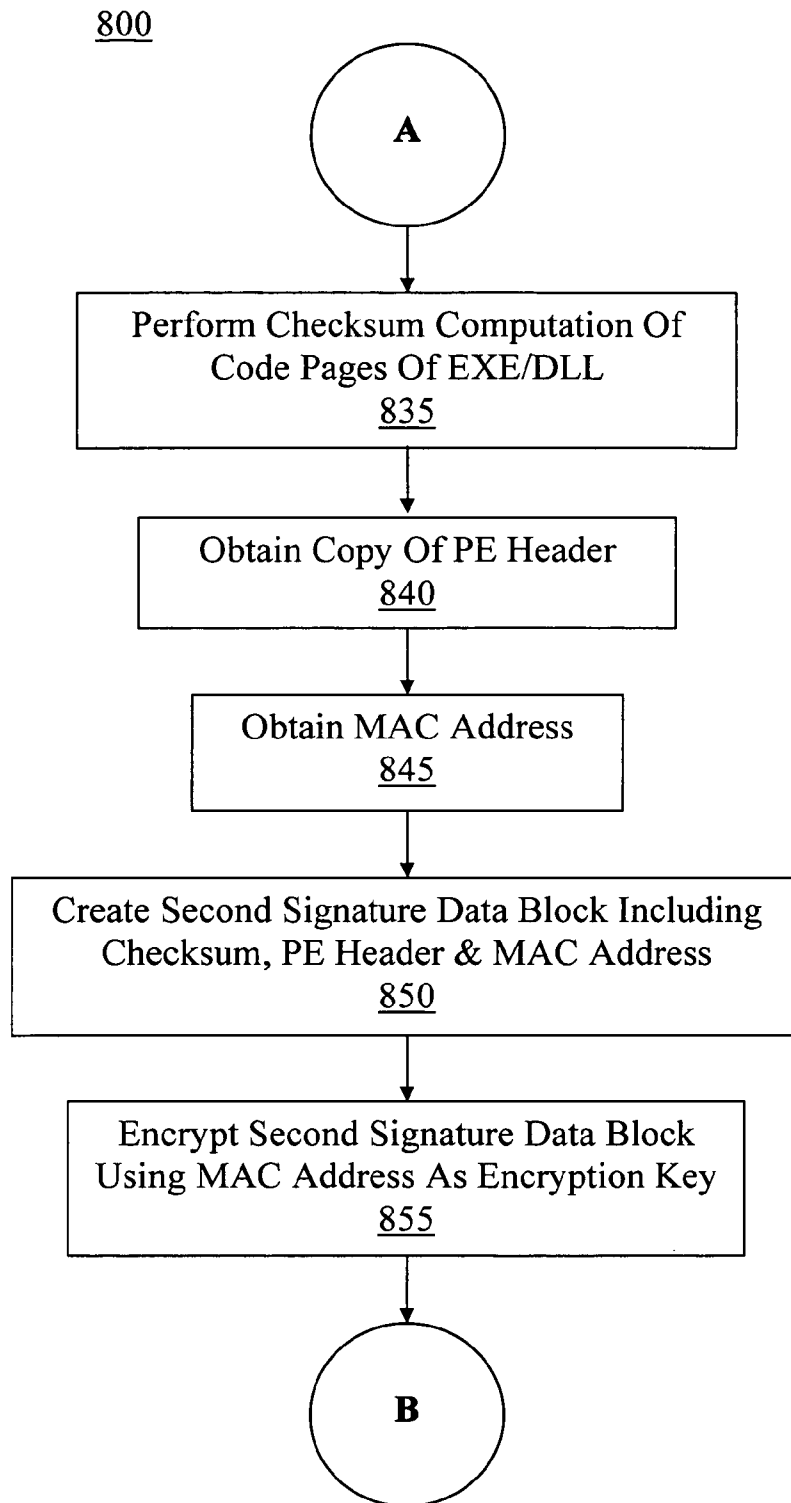 800
A
Perform Checksum Computation Of
Code Pages Of EXE/DLL
835
Obtain Copy Of PE Header
840
Obtain MAC Address
845
Create Second Signature Data Block Including
Checksum, PE Header & MAC Address
850
Encrypt Second Signature Data Block
Using MAC Address As Encryption Key
855
B